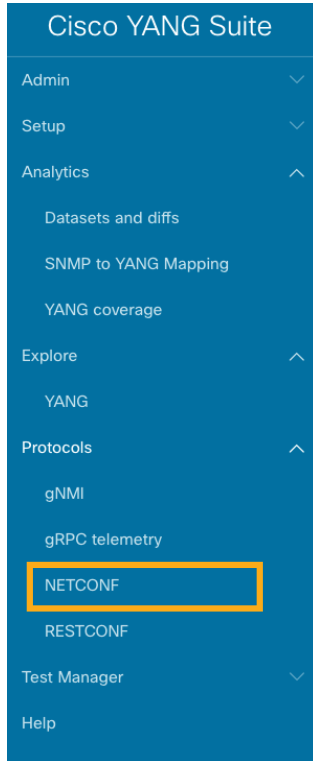 Cisco YANG Suite
Admin
Setup
Analytics
Datasets and diffs
SNMP to YANG Mapping
YANG coverage
Explore
YANG
Protocols
gNMI
gRPC telemetry
NETCONF
RESTCONF
Test Manager
Help